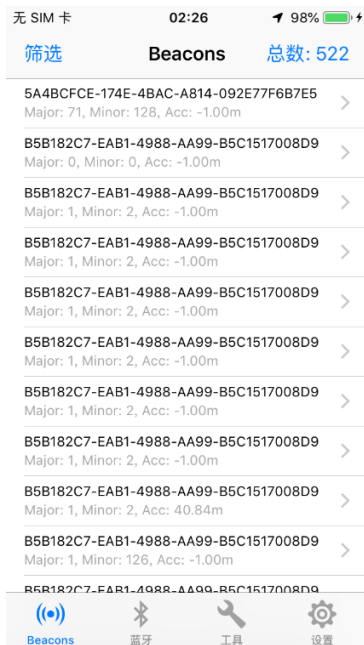 无 SIM 卡 02:26 98%
筛选 Beacons 总数: 522
5A4BCFCE-174E-4BAC-A814-092E77F6B7E5
Major: 71, Minor: 128, Acc: -1.00m
B5B182C7-EAB1-4988-AA99-B5C1517008D9
Major: 0, Minor: 0, Acc: -1.00m
B5B182C7-EAB1-4988-AA99-B5C1517008D9
Major: 1, Minor: 2, Acc: -1.00m
B5B182C7-EAB1-4988-AA99-B5C1517008D9
Major: 1, Minor: 2, Acc: -1.00m
B5B182C7-EAB1-4988-AA99-B5C1517008D9
Major: 1, Minor: 2, Acc: -1.00m
B5B182C7-EAB1-4988-AA99-B5C1517008D9
Major: 1, Minor: 2, Acc: -1.00m
B5B182C7-EAB1-4988-AA99-B5C1517008D9
Major: 1, Minor: 2, Acc: -1.00m
B5B182C7-EAB1-4988-AA99-B5C1517008D9
Major: 1, Minor: 2, Acc: -1.00m
B5B182C7-EAB1-4988-AA99-B5C1517008D9
Major: 1, Minor: 2, Acc: 40.84m
B5B182C7-EAB1-4988-AA99-B5C1517008D9
Major: 1, Minor: 126, Acc: -1.00m
B5B182C7-EAB1-4988-AA99-B5C1517008D9
Beacons 蓝牙 工具 设置